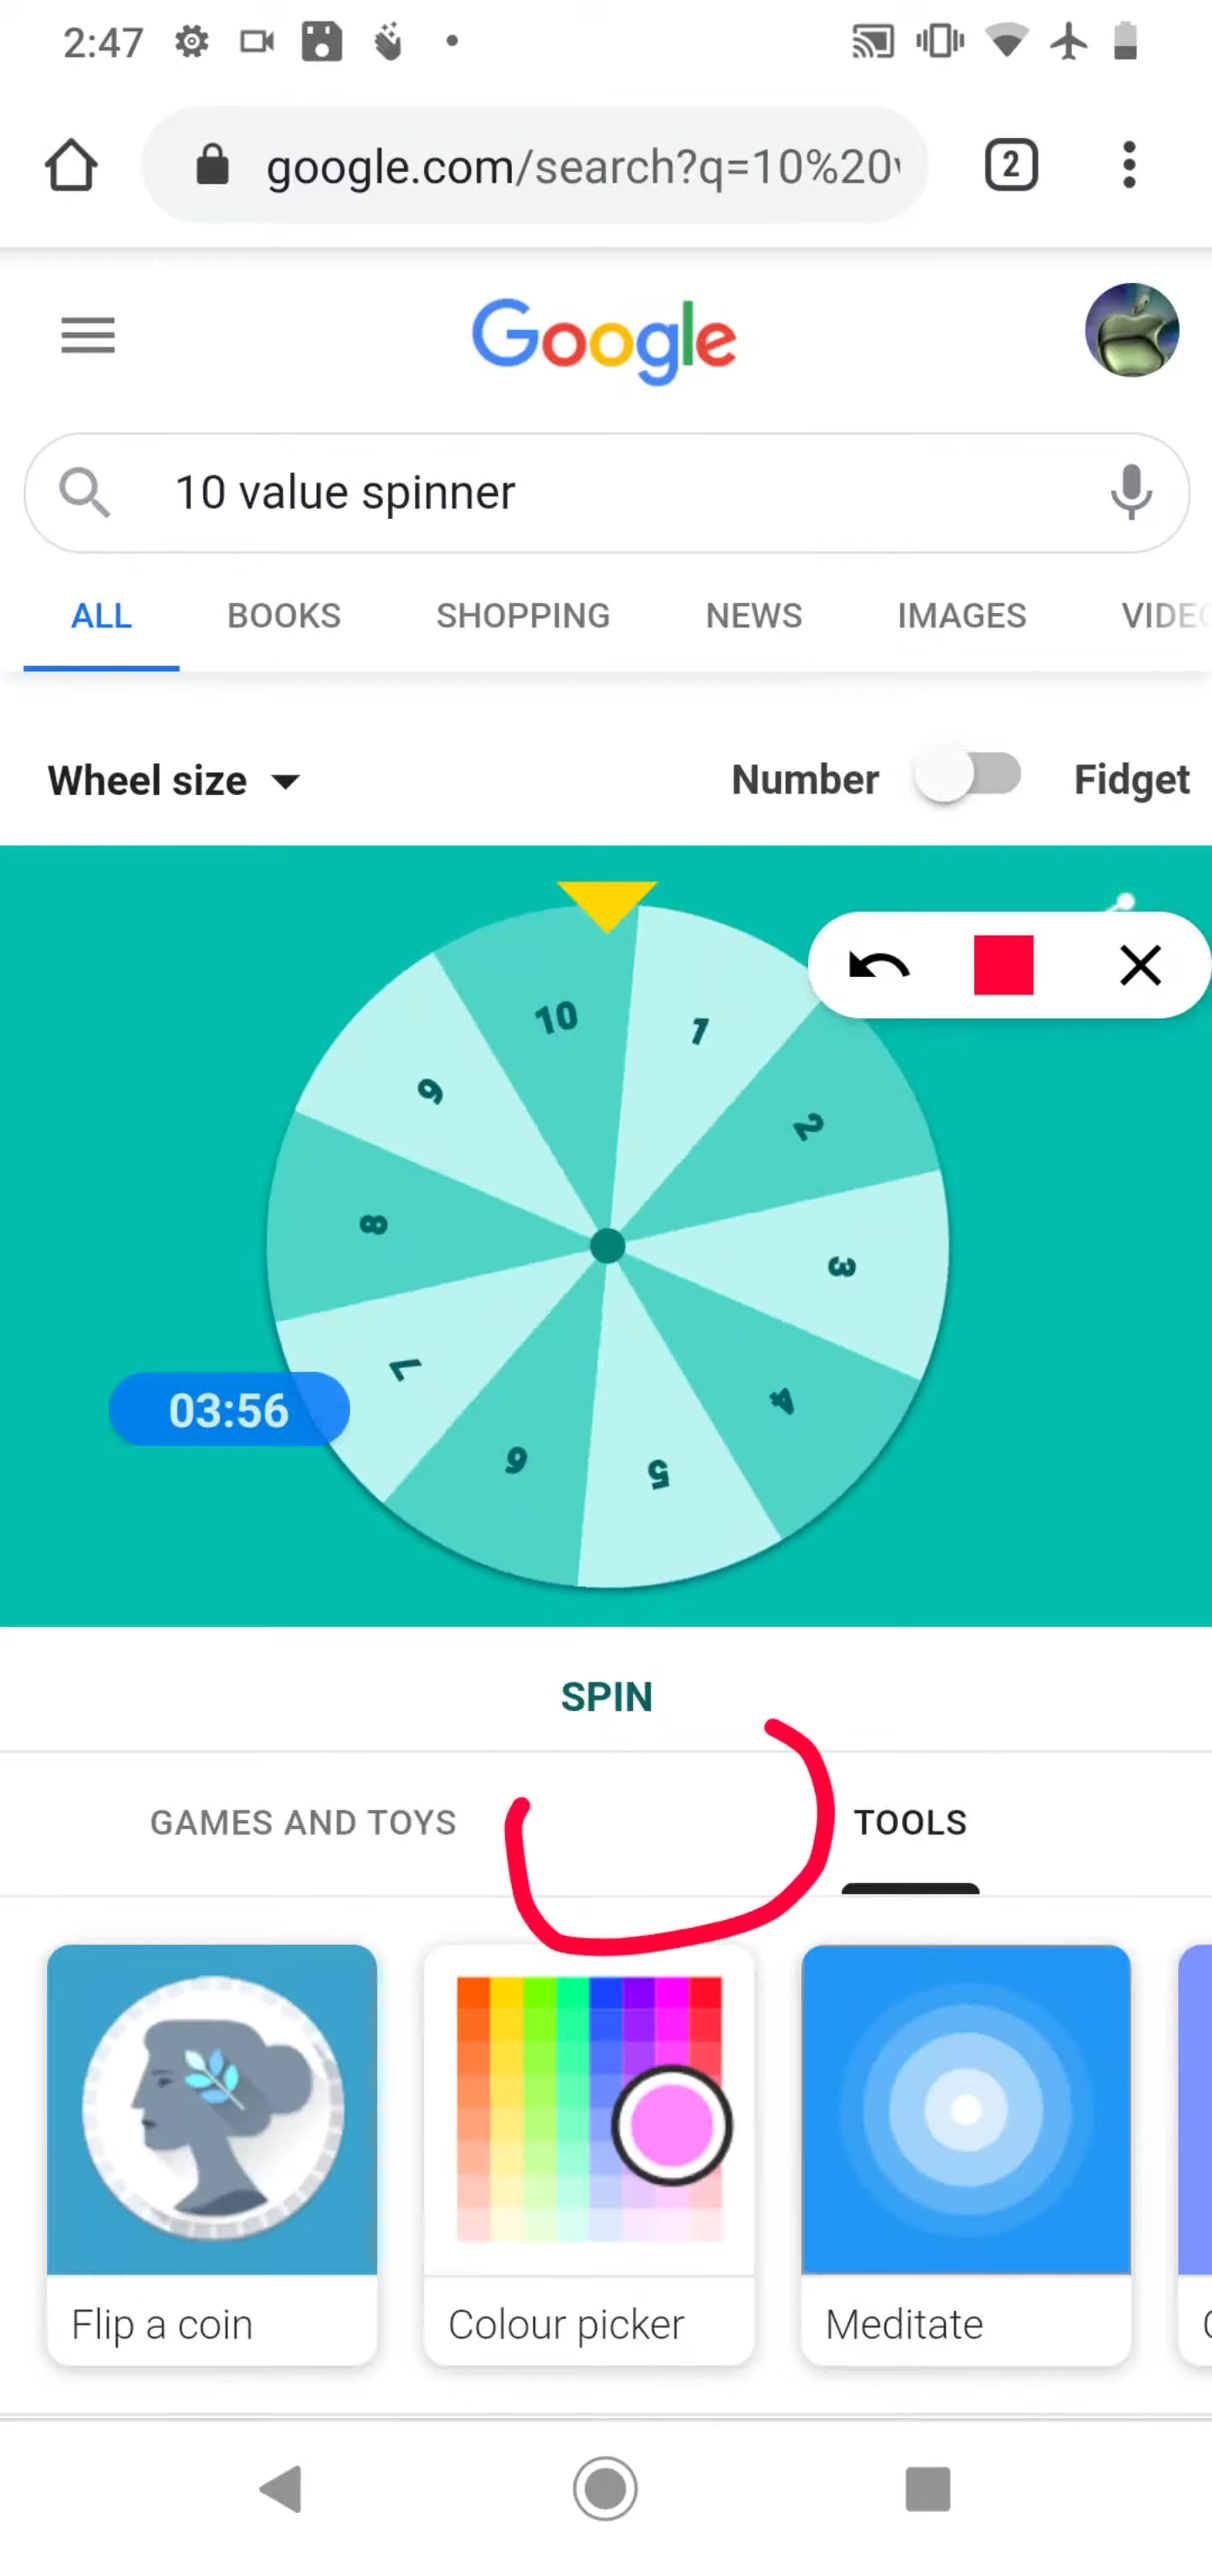 2:47
google.com/search?q=10%20
2
Google
10 value spinner
ALL BOOKS SHOPPING NEWS IMAGES
Wheel size Number Fidget
10 1
9 2
8 3
7 4
6 5
03:56
SPIN
GAMES AND TOYS TOOLS
Flip a coin Colour picker Meditate